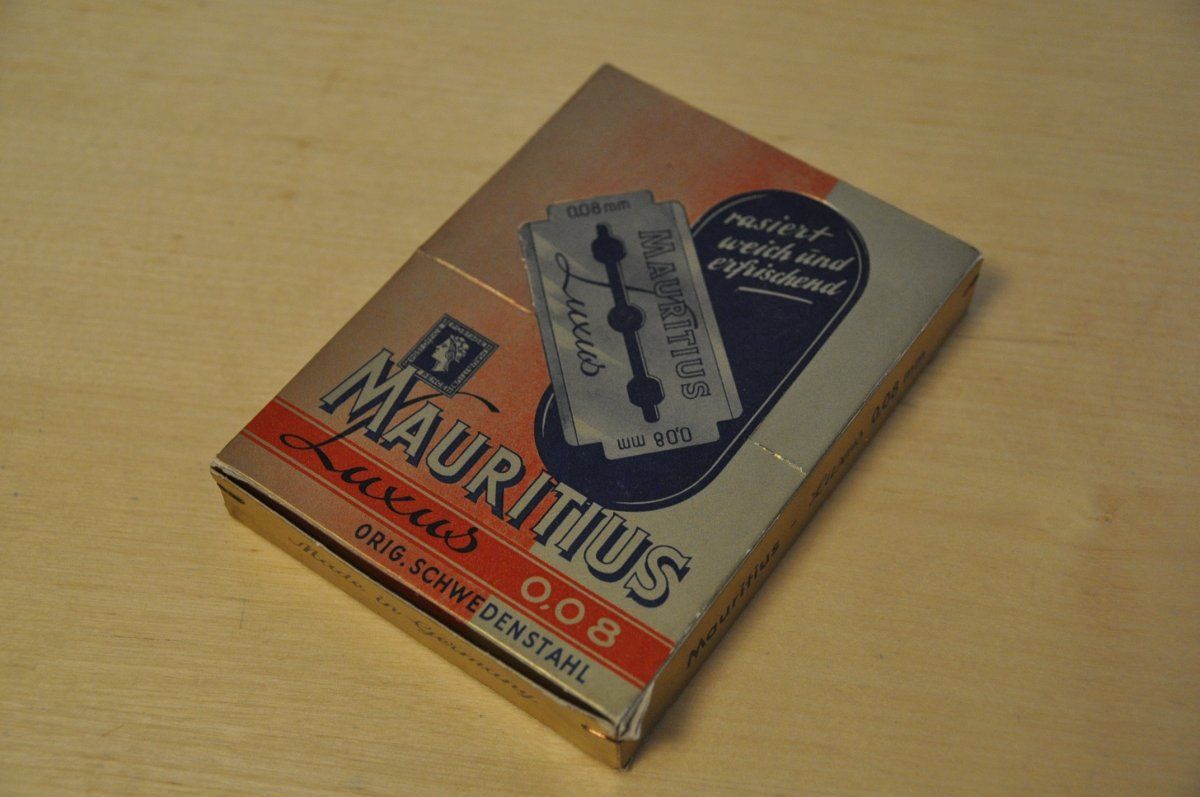 rasiert
weich und
erfrischend
0.08 mm
MAURITIUS
Luxus
0,08 mm
MAURITIUS
Luxus 0,08
ORIG. SCHWEDENSTAHL
Made in Germany
Mauritius - Luxus 0,08 mm